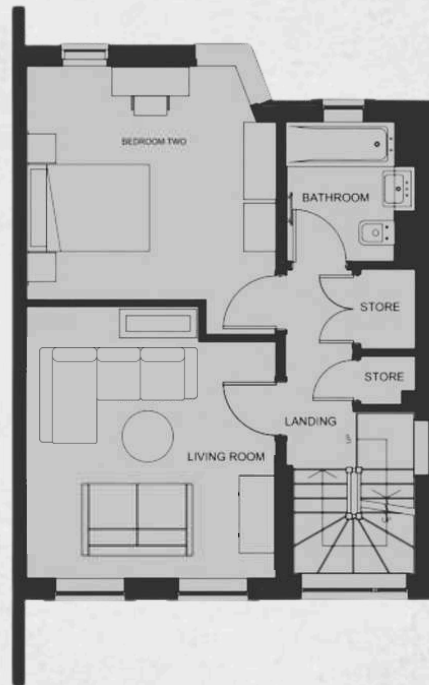 BEDROOM TWO
BATHROOM
STORE
STORE
LANDING
LIVING ROOM